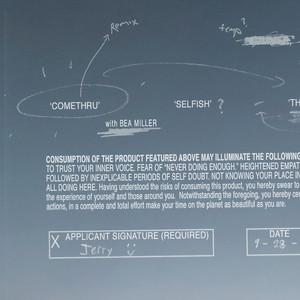 Remix
temp?
'COMETHRU'
'SELFISH' ?
'TH
with BEA MILLER
CONSUMPTION OF THE PRODUCT FEATURED ABOVE MAY ILLUMINATE THE FOLLOWING
TO TRUST YOUR INNER VOICE. FEAR OF "NEVER DOING ENOUGH." HEIGHTENED EMPAT
FOLLOWED BY INEXPLICABLE PERIODS OF SELF DOUBT. NOT KNOWING YOUR PLACE IN
ALL DOING HERE. Having understood the risks of consuming this product, you hereby swear to
the experience of yourself and those around you. Notwithstanding the foregoing, you hereby cer
actions, in a complete and total effort make your time on the planet as beautiful as you are.
X APPLICANT SIGNATURE (REQUIRED)
DATE
Jerry
9-28-